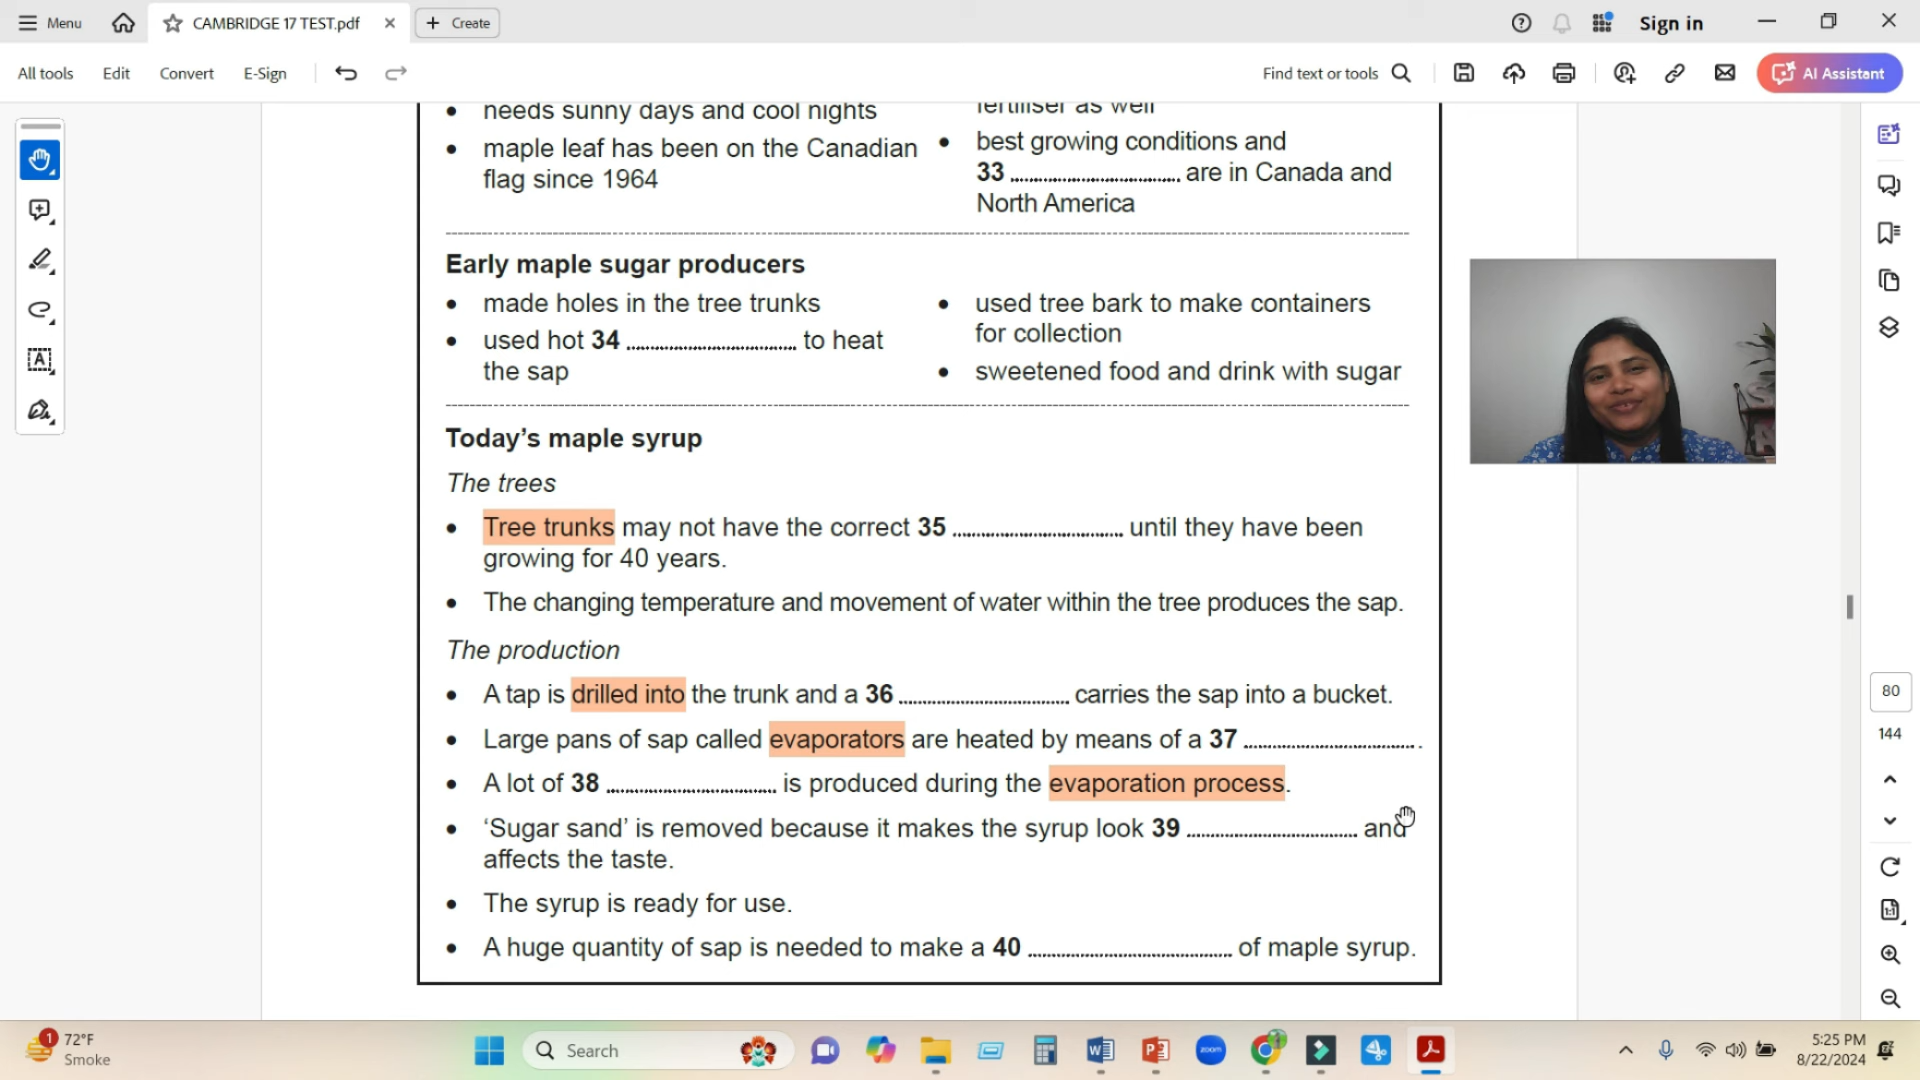 Menu
CAMBRIDGE 17 TEST.pdf
Create
Sign in
All tools
Edit
Convert
E-Sign
Find text or tools
AI Assistant
• needs sunny days and cool nights
• maple leaf has been on the Canadian
flag since 1964
fertiliser as well
• best growing conditions and
33 .............................. are in Canada and
North America
Early maple sugar producers
• made holes in the tree trunks
• used hot 34 .............................. to heat
the sap
• used tree bark to make containers
for collection
• sweetened food and drink with sugar
Today’s maple syrup
The trees
• Tree trunks may not have the correct 35 .............................. until they have been
growing for 40 years.
• The changing temperature and movement of water within the tree produces the sap.
The production
• A tap is drilled into the trunk and a 36 .............................. carries the sap into a bucket.
• Large pans of sap called evaporators are heated by means of a 37 .............................. .
• A lot of 38 .............................. is produced during the evaporation process.
• ‘Sugar sand’ is removed because it makes the syrup look 39 .............................. and
affects the taste.
• The syrup is ready for use.
• A huge quantity of sap is needed to make a 40 .............................. of maple syrup.
80
144
1
72°F
Smoke
Search
zoom
5:25 PM
8/22/2024